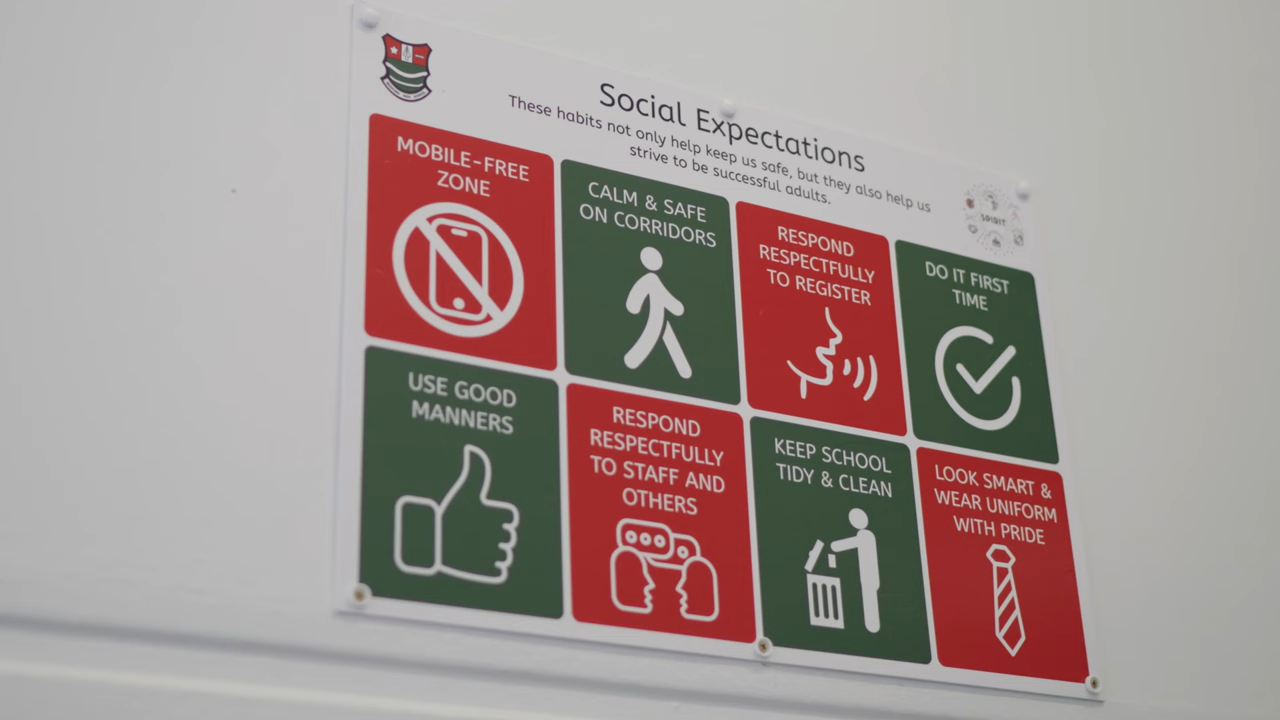 Social Expectations
These habits not only help keep us safe, but they also help us
strive to be successful adults.
SPIRIT
MOBILE-FREE
ZONE
CALM & SAFE
ON CORRIDORS
RESPOND
RESPECTFULLY
TO REGISTER
DO IT FIRST
TIME
USE GOOD
MANNERS
RESPOND
RESPECTFULLY
TO STAFF AND
OTHERS
KEEP SCHOOL
TIDY & CLEAN
LOOK SMART &
WEAR UNIFORM
WITH PRIDE